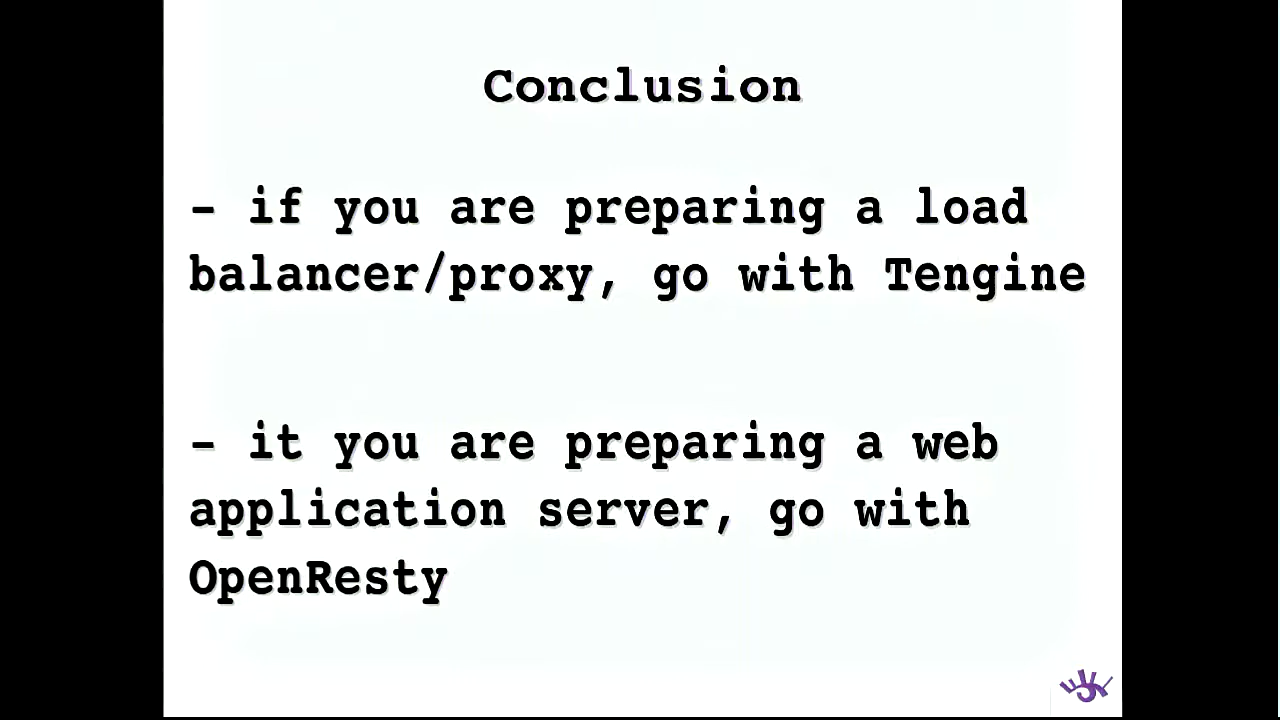 Conclusion
- if you are preparing a load
balancer/proxy, go with Tengine
- it you are preparing a web
application server, go with
OpenResty